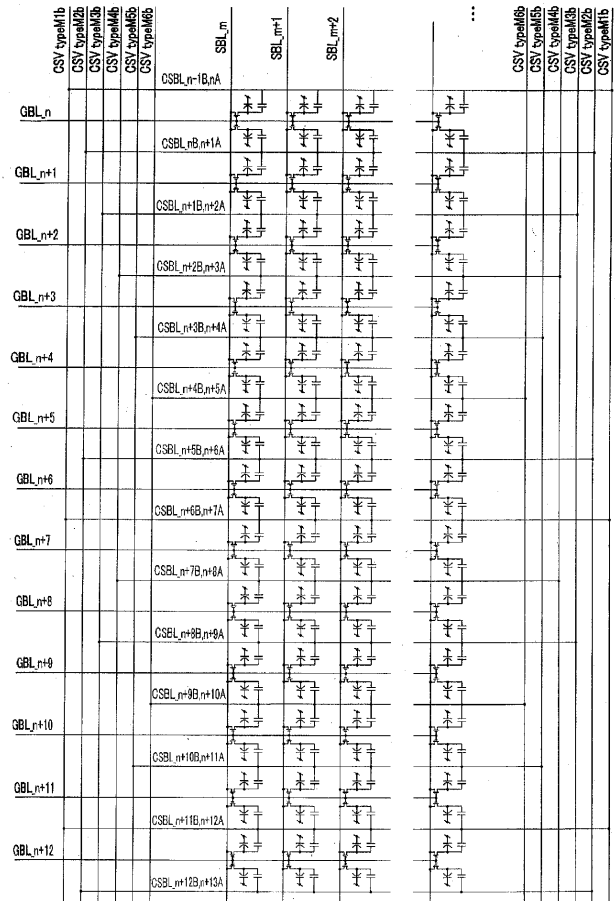 CSV typeM1b
CSV typeM2b
CSV typeM3b
CSV typeM4b
CSV typeM5b
CSV typeM6b
SBL_m
SBL_m+1
SBL_m+2
...
CSV typeM6b
CSV typeM5b
CSV typeM4b
CSV typeM3b
CSV typeM2b
CSV typeM1b
CSBL_n-1B,nA
GBL_n
CSBL_nB,n+1A
GBL_n+1
CSBL_n+1B,n+2A
GBL_n+2
CSBL_n+2B,n+3A
GBL_n+3
CSBL_n+3B,n+4A
GBL_n+4
CSBL_n+4B,n+5A
GBL_n+5
CSBL_n+5B,n+6A
GBL_n+6
CSBL_n+6B,n+7A
GBL_n+7
CSBL_n+7B,n+8A
GBL_n+8
CSBL_n+8B,n+9A
GBL_n+9
CSBL_n+9B,n+10A
GBL_n+10
CSBL_n+10B,n+11A
GBL_n+11
CSBL_n+11B,n+12A
GBL_n+12
CSBL_n+12B,n+13A